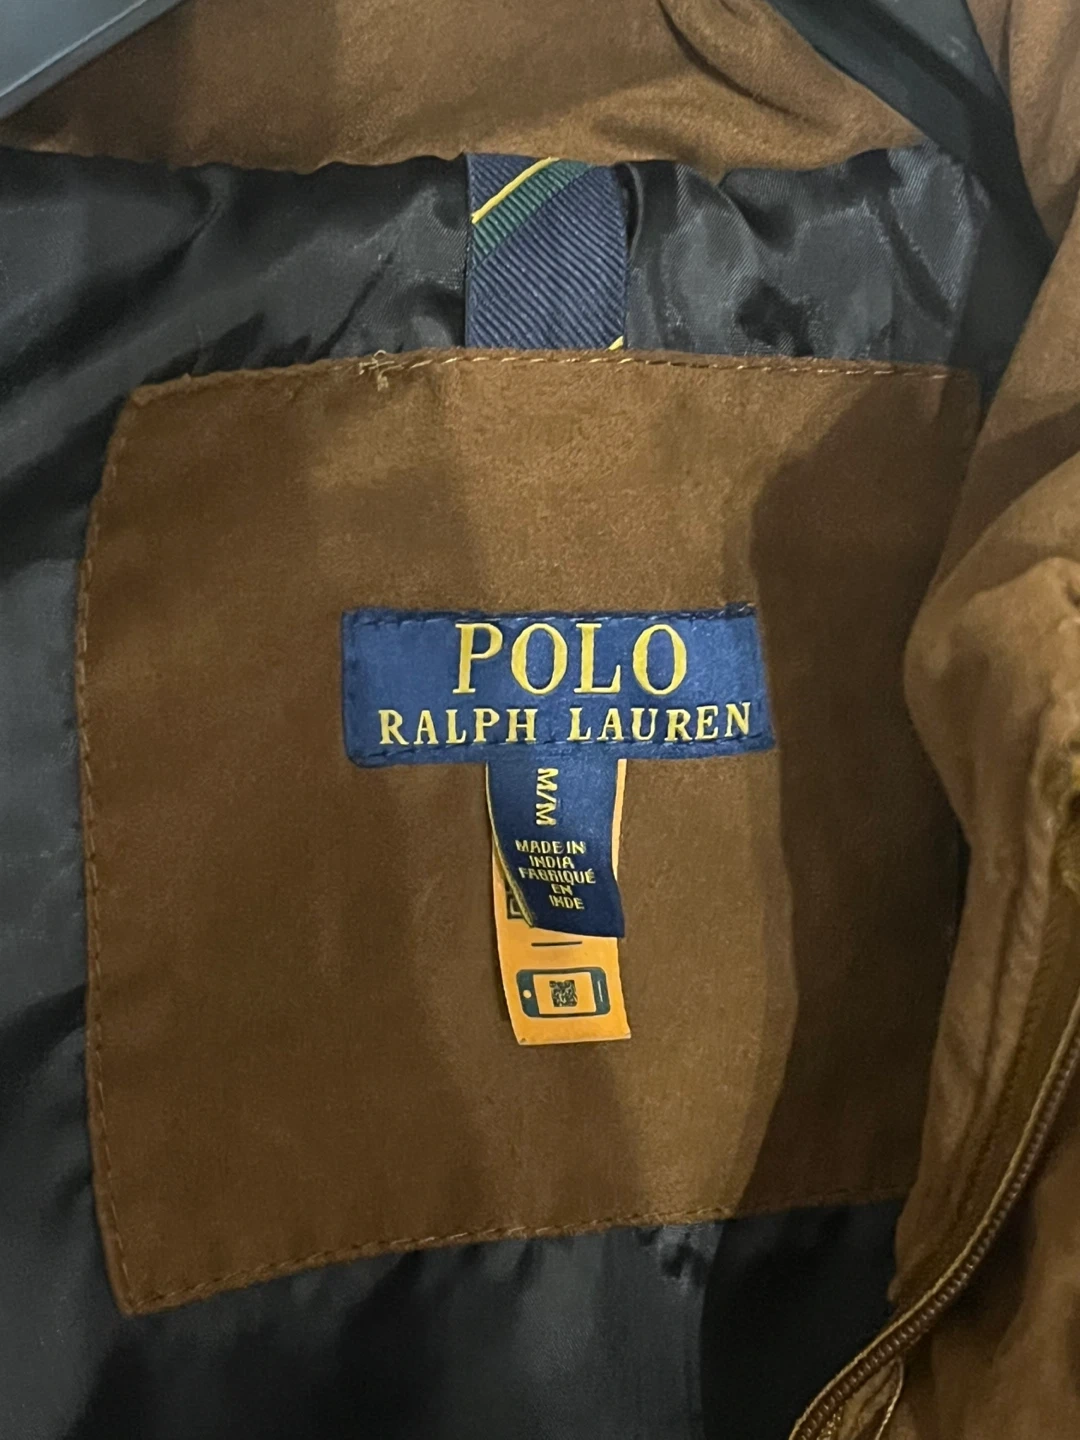 POLO
RALPH LAUREN
M/M
MADE IN
INDIA
FABRIQUÉ
EN
INDE